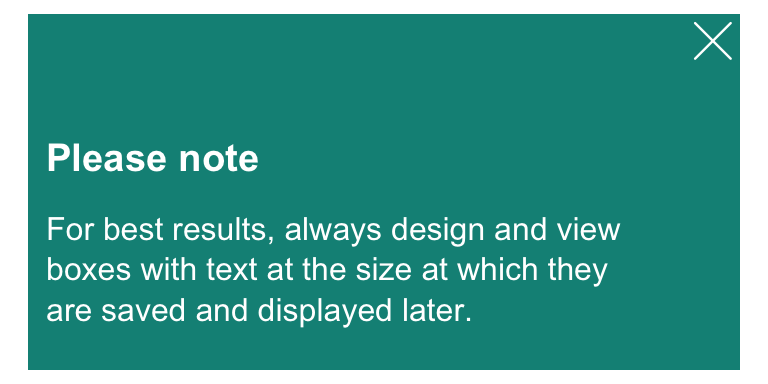 Please note
For best results, always design and view
boxes with text at the size at which they
are saved and displayed later.